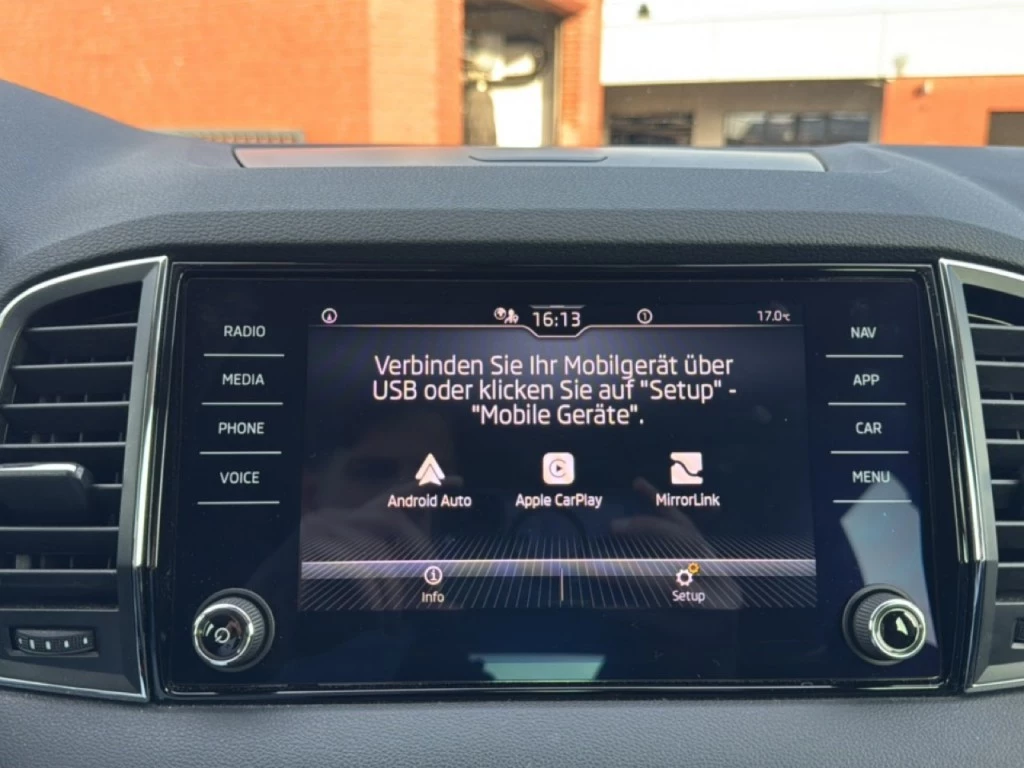 16:13
17.0°C
RADIO
MEDIA
PHONE
VOICE
Verbinden Sie Ihr Mobilgerät über
USB oder klicken Sie auf "Setup" -
"Mobile Geräte".
Android Auto
Apple CarPlay
MirrorLink
Info
Setup
NAV
APP
CAR
MENU